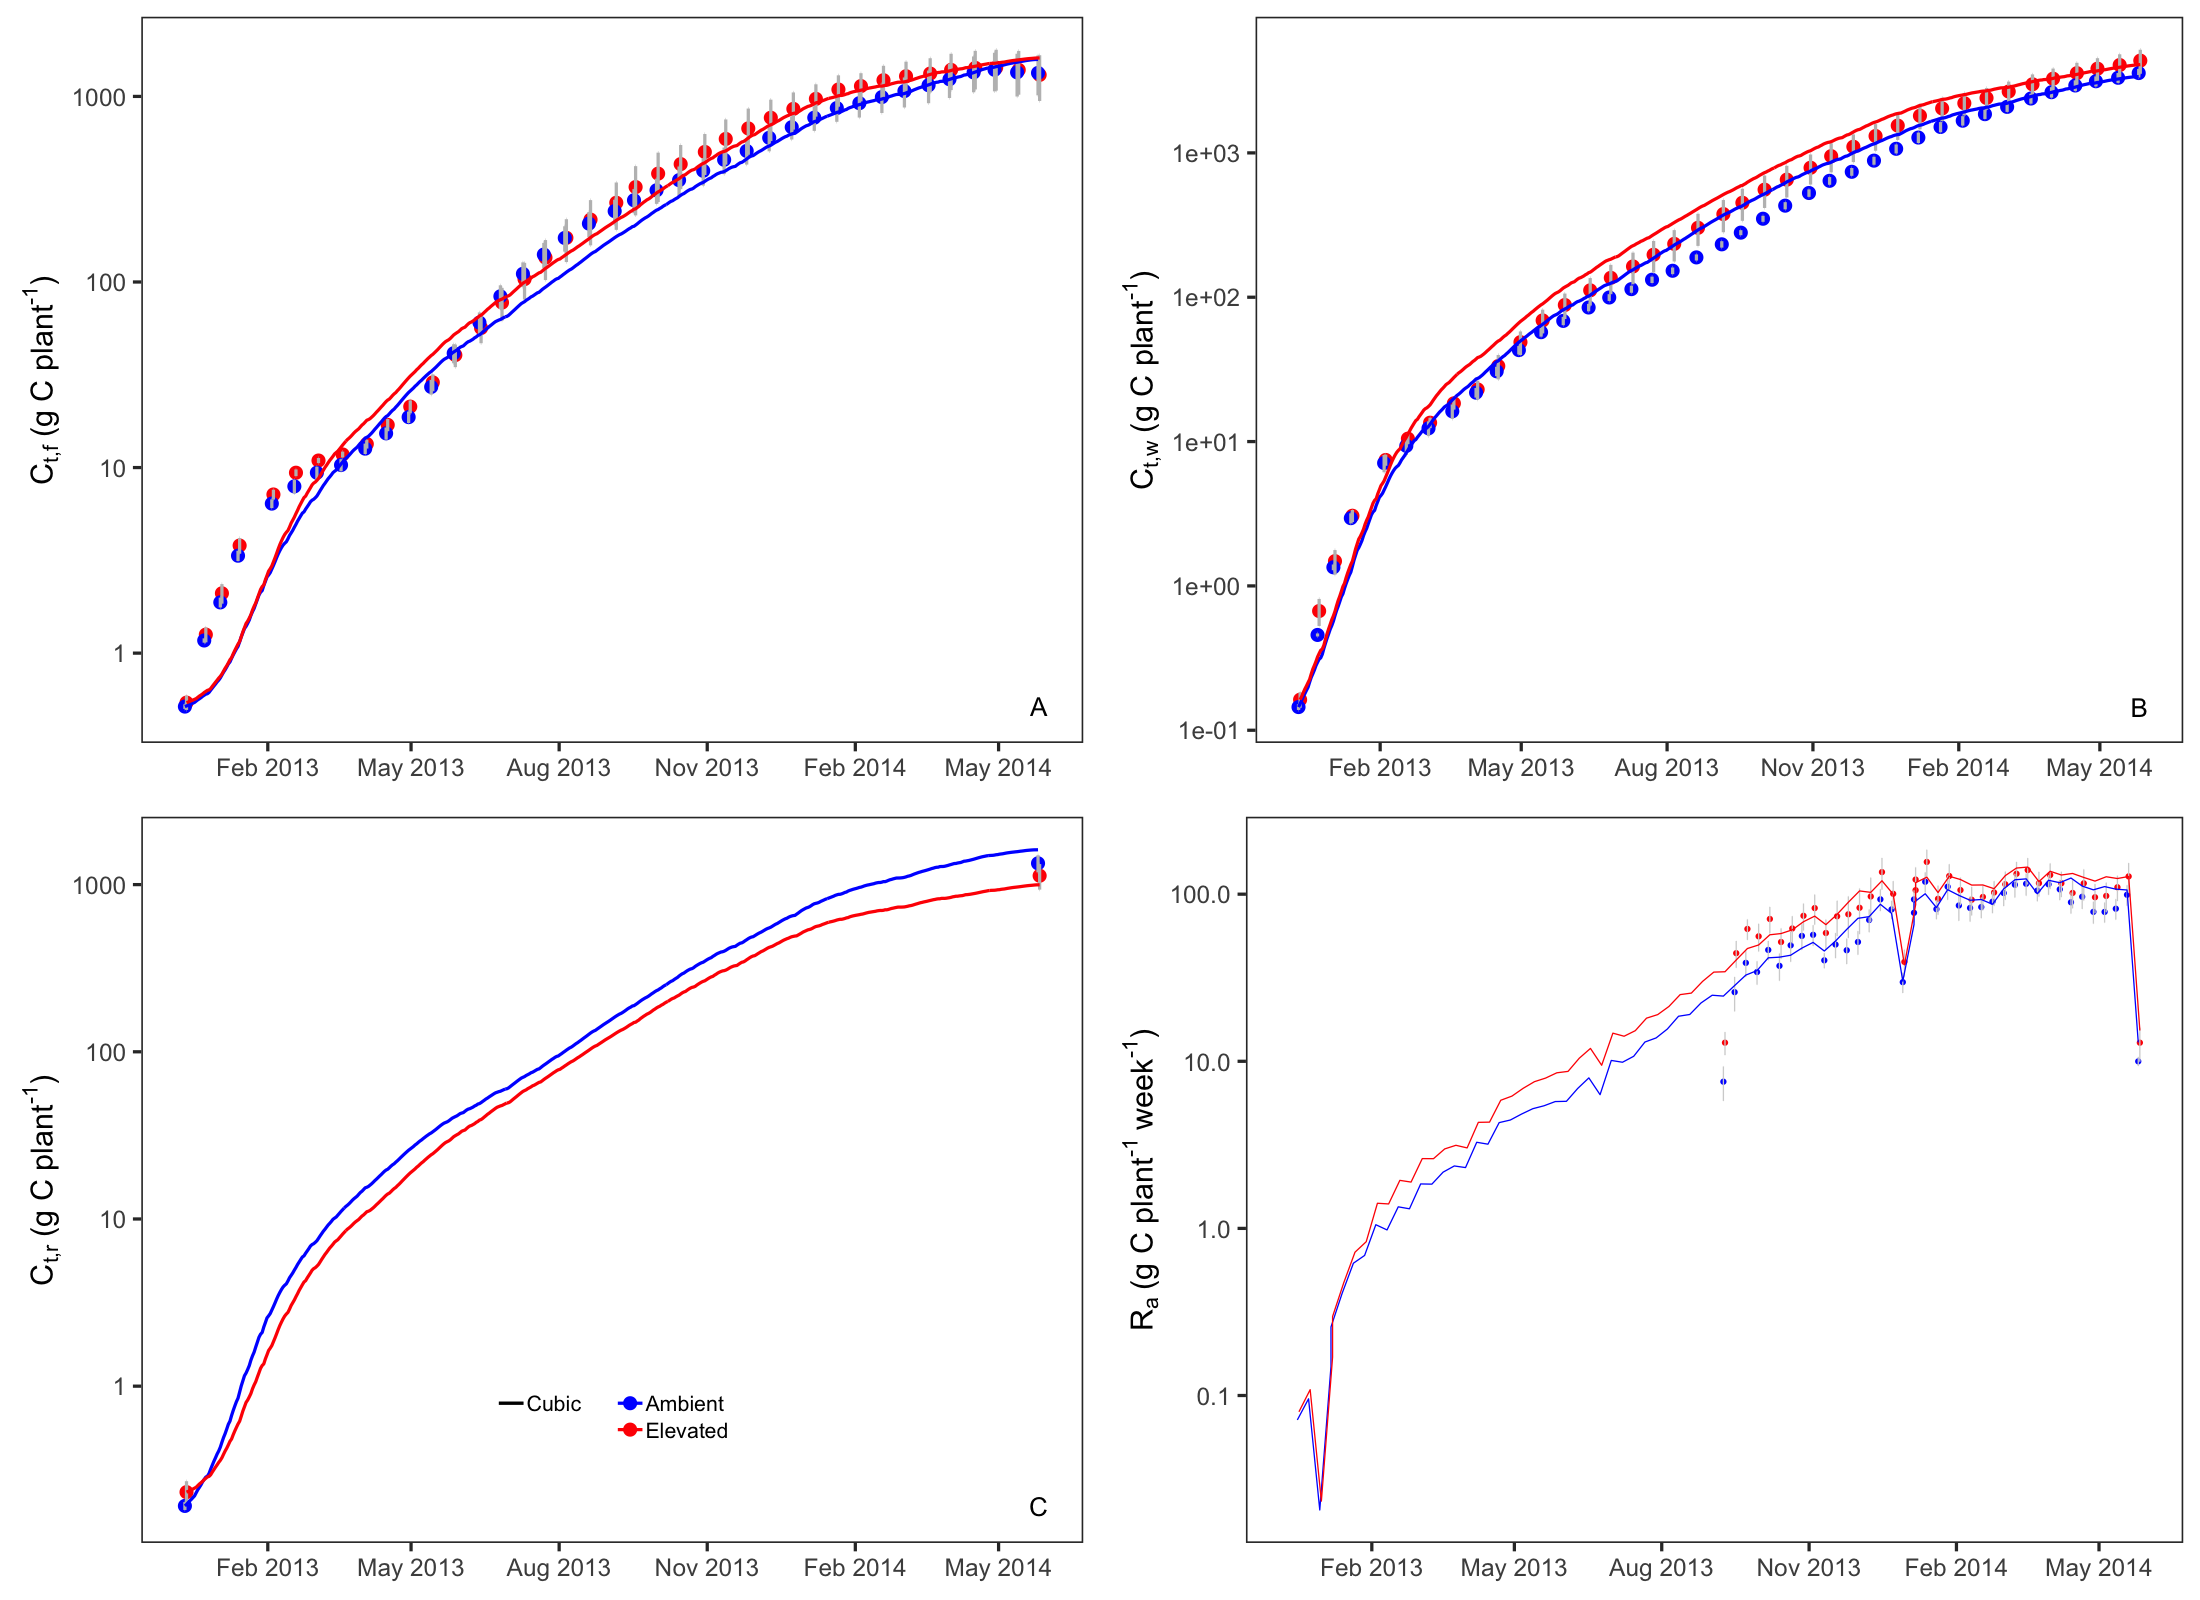 C_t,f (g C plant^-1)
1000
100
10
1
A
Feb 2013 May 2013 Aug 2013 Nov 2013 Feb 2014 May 2014
C_t,w (g C plant^-1)
1e+03
1e+02
1e+01
1e+00
1e-01
B
Feb 2013 May 2013 Aug 2013 Nov 2013 Feb 2014 May 2014
C_t,r (g C plant^-1)
1000
100
10
1
Cubic Ambient
Elevated
C
Feb 2013 May 2013 Aug 2013 Nov 2013 Feb 2014 May 2014
R_a (g C plant^-1 week^-1)
100.0
10.0
1.0
0.1
Feb 2013 May 2013 Aug 2013 Nov 2013 Feb 2014 May 2014